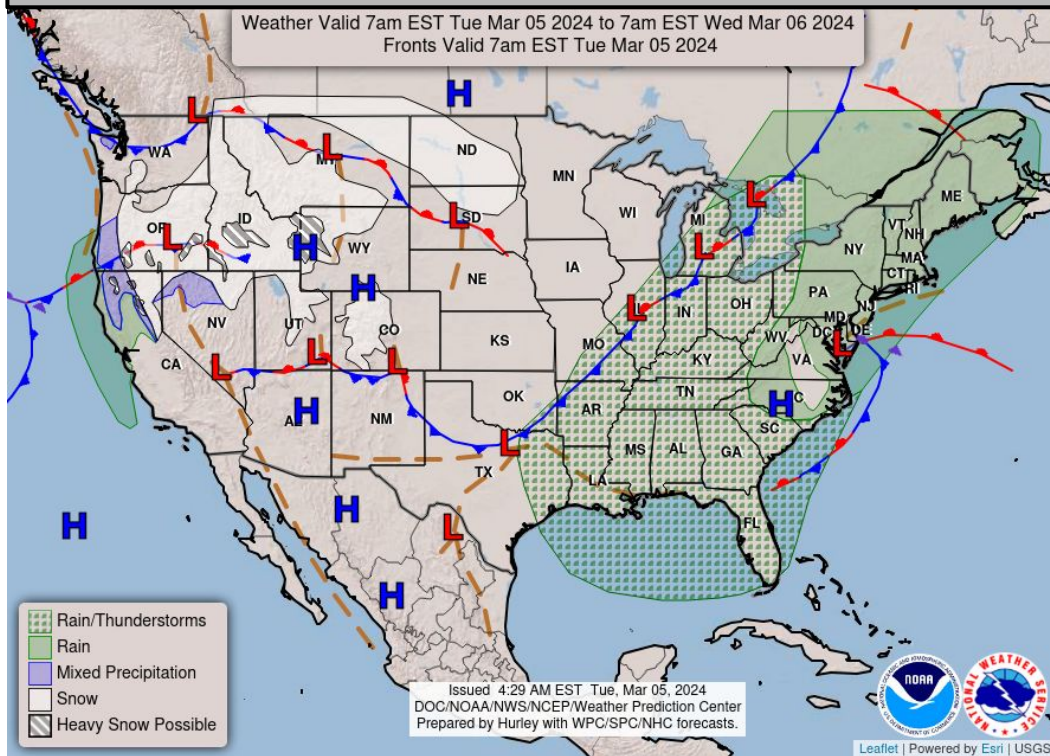 Weather Valid 7am EST Tue Mar 05 2024 to 7am EST Wed Mar 06 2024
Fronts Valid 7am EST Tue Mar 05 2024
H
L
WA
L
MT
ND
MN
L
ME
OR
L
ID
H
L
SD
WI
MI
L
VT
NH
NY
MA
CT
RI
WY
H
NE
IA
L
PA
NJ
NV
UT
CO
L
IN
OH
MD
DE
DC
WV
VA
L
CA
L
L
L
KS
MO
KY
H
NM
OK
AR
TN
H
SC
L
TX
MS
AL
GA
LA
H
H
L
FL
H
Rain/Thunderstorms
Rain
Mixed Precipitation
Snow
Heavy Snow Possible
Issued 4:29 AM EST Tue, Mar 05, 2024
DOC/NOAA/NWS/NCEP/Weather Prediction Center
Prepared by Hurley with WPC/SPC/NHC forecasts.
NOAA
NATIONAL WEATHER SERVICE
Leaflet | Powered by Esri | USGS